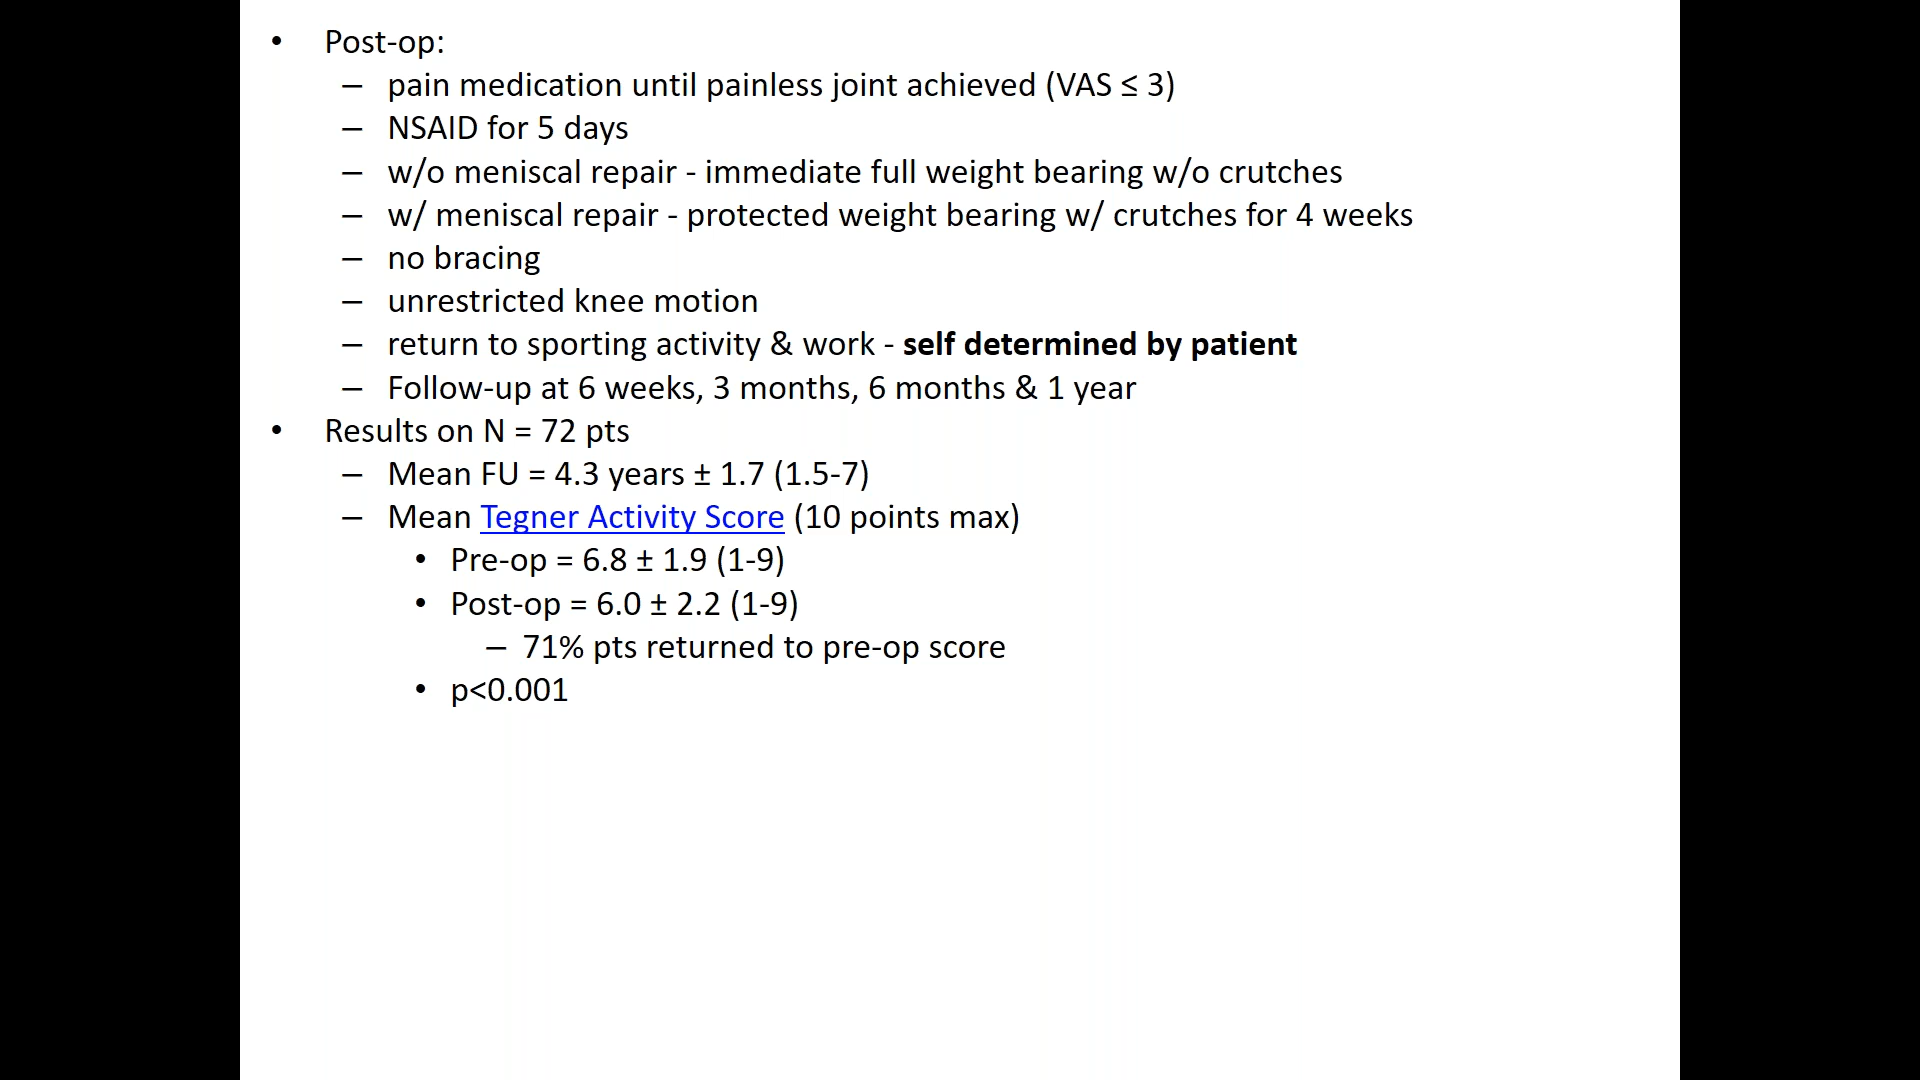 • Post-op:
– pain medication until painless joint achieved (VAS ≤ 3)
– NSAID for 5 days
– w/o meniscal repair - immediate full weight bearing w/o crutches
– w/ meniscal repair - protected weight bearing w/ crutches for 4 weeks
– no bracing
– unrestricted knee motion
– return to sporting activity & work - self determined by patient
– Follow-up at 6 weeks, 3 months, 6 months & 1 year
• Results on N = 72 pts
– Mean FU = 4.3 years ± 1.7 (1.5-7)
– Mean Tegner Activity Score (10 points max)
• Pre-op = 6.8 ± 1.9 (1-9)
• Post-op = 6.0 ± 2.2 (1-9)
– 71% pts returned to pre-op score
• p<0.001